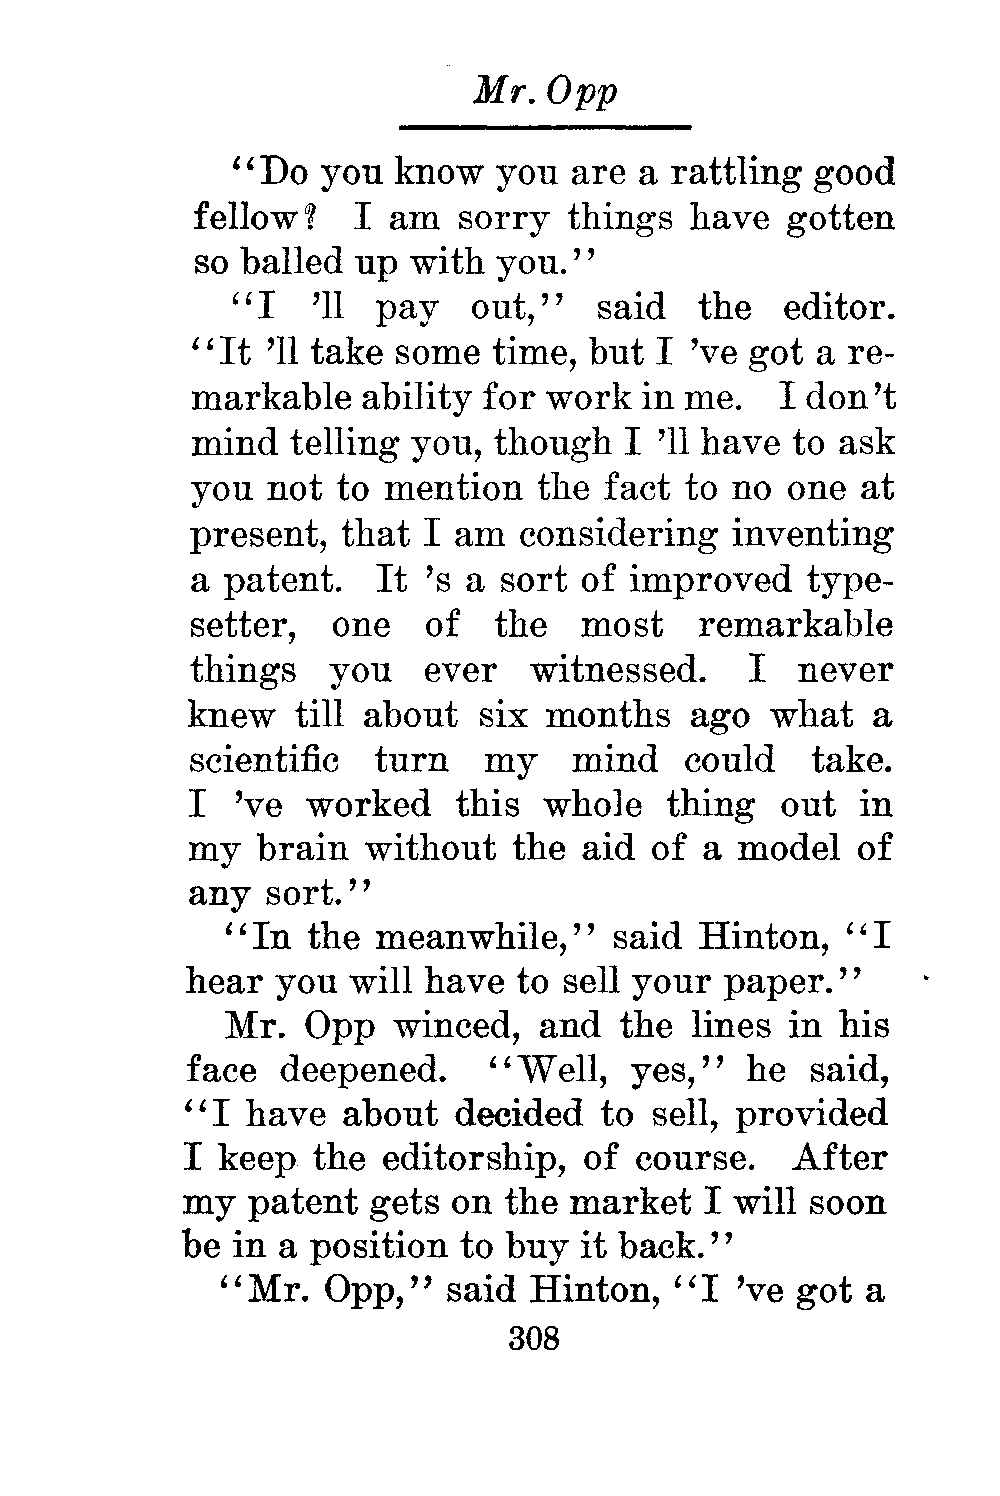 Mr. Opp
"Do you know you are a rattling good
fellow? I am sorry things have gotten
so balled up with you."
"I 'll pay out," said the editor.
"It 'll take some time, but I 've got a re-
markable ability for work in me. I don't
mind telling you, though I 'll have to ask
you not to mention the fact to no one at
present, that I am considering inventing
a patent. It 's a sort of improved type-
setter, one of the most remarkable
things you ever witnessed. I never
knew till about six months ago what a
scientific turn my mind could take.
I 've worked this whole thing out in
my brain without the aid of a model of
any sort."
"In the meanwhile," said Hinton, "I
hear you will have to sell your paper."
Mr. Opp winced, and the lines in his
face deepened. "Well, yes," he said,
"I have about decided to sell, provided
I keep the editorship, of course. After
my patent gets on the market I will soon
be in a position to buy it back."
"Mr. Opp," said Hinton, "I 've got a
308